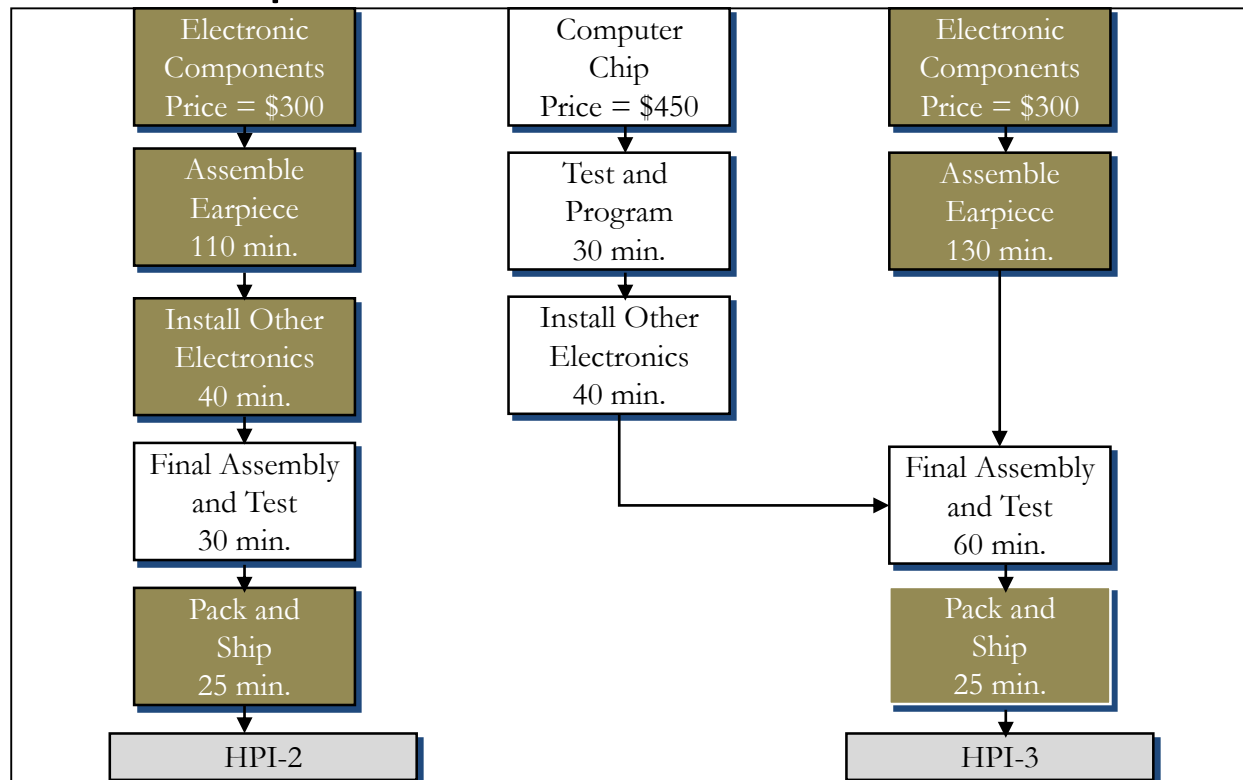 Electronic
Components
Price = $300
Assemble
Earpiece
110 min.
Install Other
Electronics
40 min.
Final Assembly
and Test
30 min.
Pack and
Ship
25 min.
HPI-2
Computer
Chip
Price = $450
Test and
Program
30 min.
Install Other
Electronics
40 min.
Electronic
Components
Price = $300
Assemble
Earpiece
130 min.
Final Assembly
and Test
60 min.
Pack and
Ship
25 min.
HPI-3